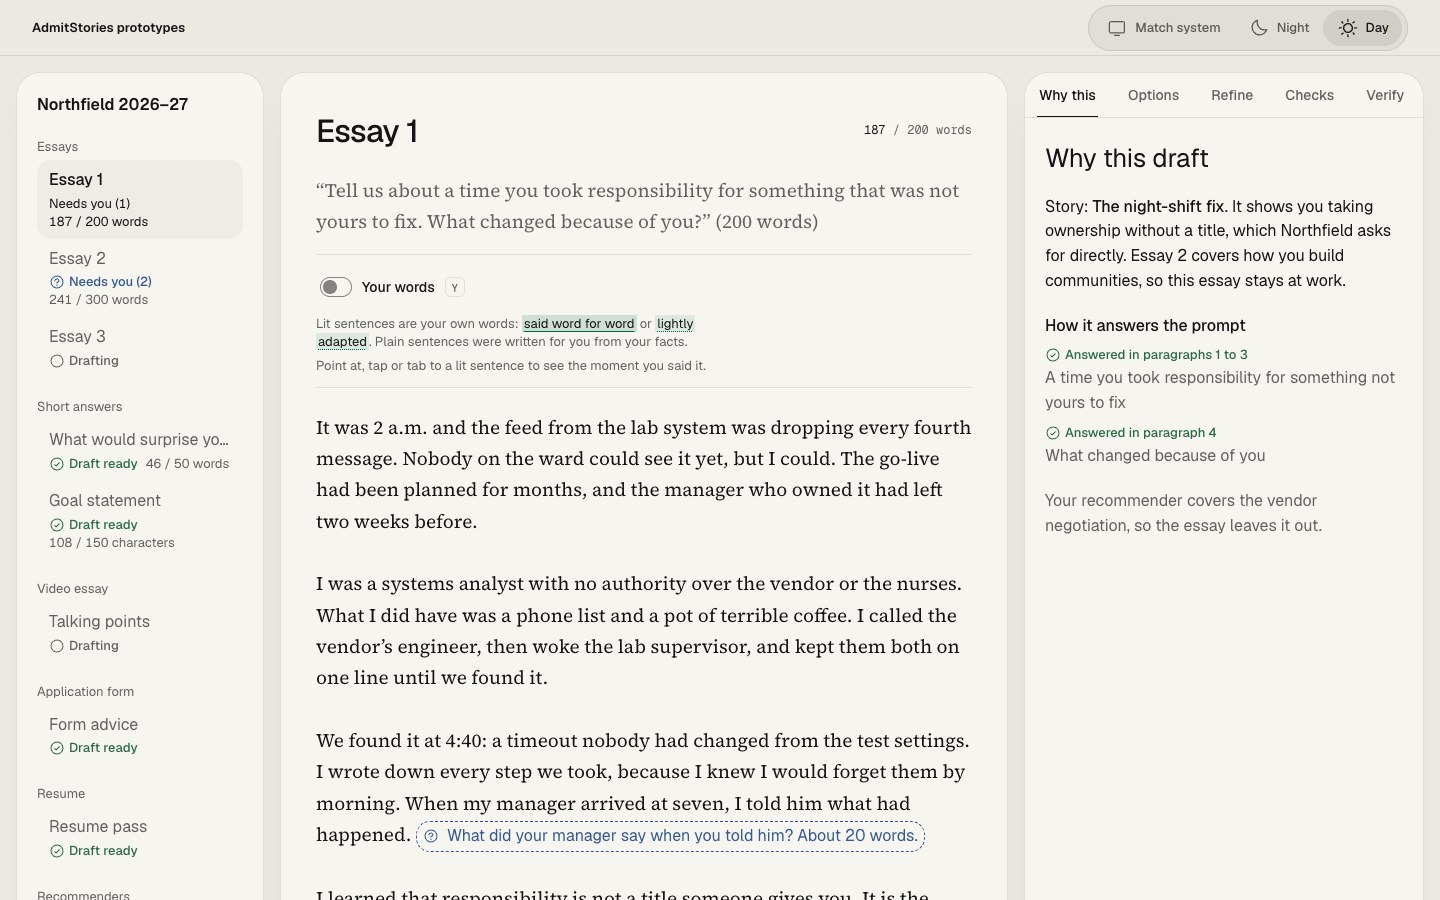 AdmitStories prototypes
Match system
Night
Day
Northfield 2026–27
Essays
Essay 1
Needs you (1)
187 / 200 words
Essay 2
Needs you (2)
241 / 300 words
Essay 3
Drafting
Short answers
What would surprise yo...
Draft ready 46 / 50 words
Goal statement
Draft ready
108 / 150 characters
Video essay
Talking points
Drafting
Application form
Form advice
Draft ready
Resume
Resume pass
Draft ready
Recommenders
Essay 1
187 / 200 words
“Tell us about a time you took responsibility for something that was not
yours to fix. What changed because of you?” (200 words)
Your words Y
Lit sentences are your own words: said word for word or lightly
adapted. Plain sentences were written for you from your facts.
Point at, tap or tab to a lit sentence to see the moment you said it.
It was 2 a.m. and the feed from the lab system was dropping every fourth
message. Nobody on the ward could see it yet, but I could. The go-live
had been planned for months, and the manager who owned it had left
two weeks before.
I was a systems analyst with no authority over the vendor or the nurses.
What I did have was a phone list and a pot of terrible coffee. I called the
vendor’s engineer, then woke the lab supervisor, and kept them both on
one line until we found it.
We found it at 4:40: a timeout nobody had changed from the test settings.
I wrote down every step we took, because I knew I would forget them by
morning. When my manager arrived at seven, I told him what had
happened. What did your manager say when you told him? About 20 words.
I learned that responsibility is not a title someone gives you. It is the
Why this
Options
Refine
Checks
Verify
Why this draft
Story: The night-shift fix. It shows you taking
ownership without a title, which Northfield asks
for directly. Essay 2 covers how you build
communities, so this essay stays at work.
How it answers the prompt
Answered in paragraphs 1 to 3
A time you took responsibility for something not
yours to fix
Answered in paragraph 4
What changed because of you
Your recommender covers the vendor
negotiation, so the essay leaves it out.